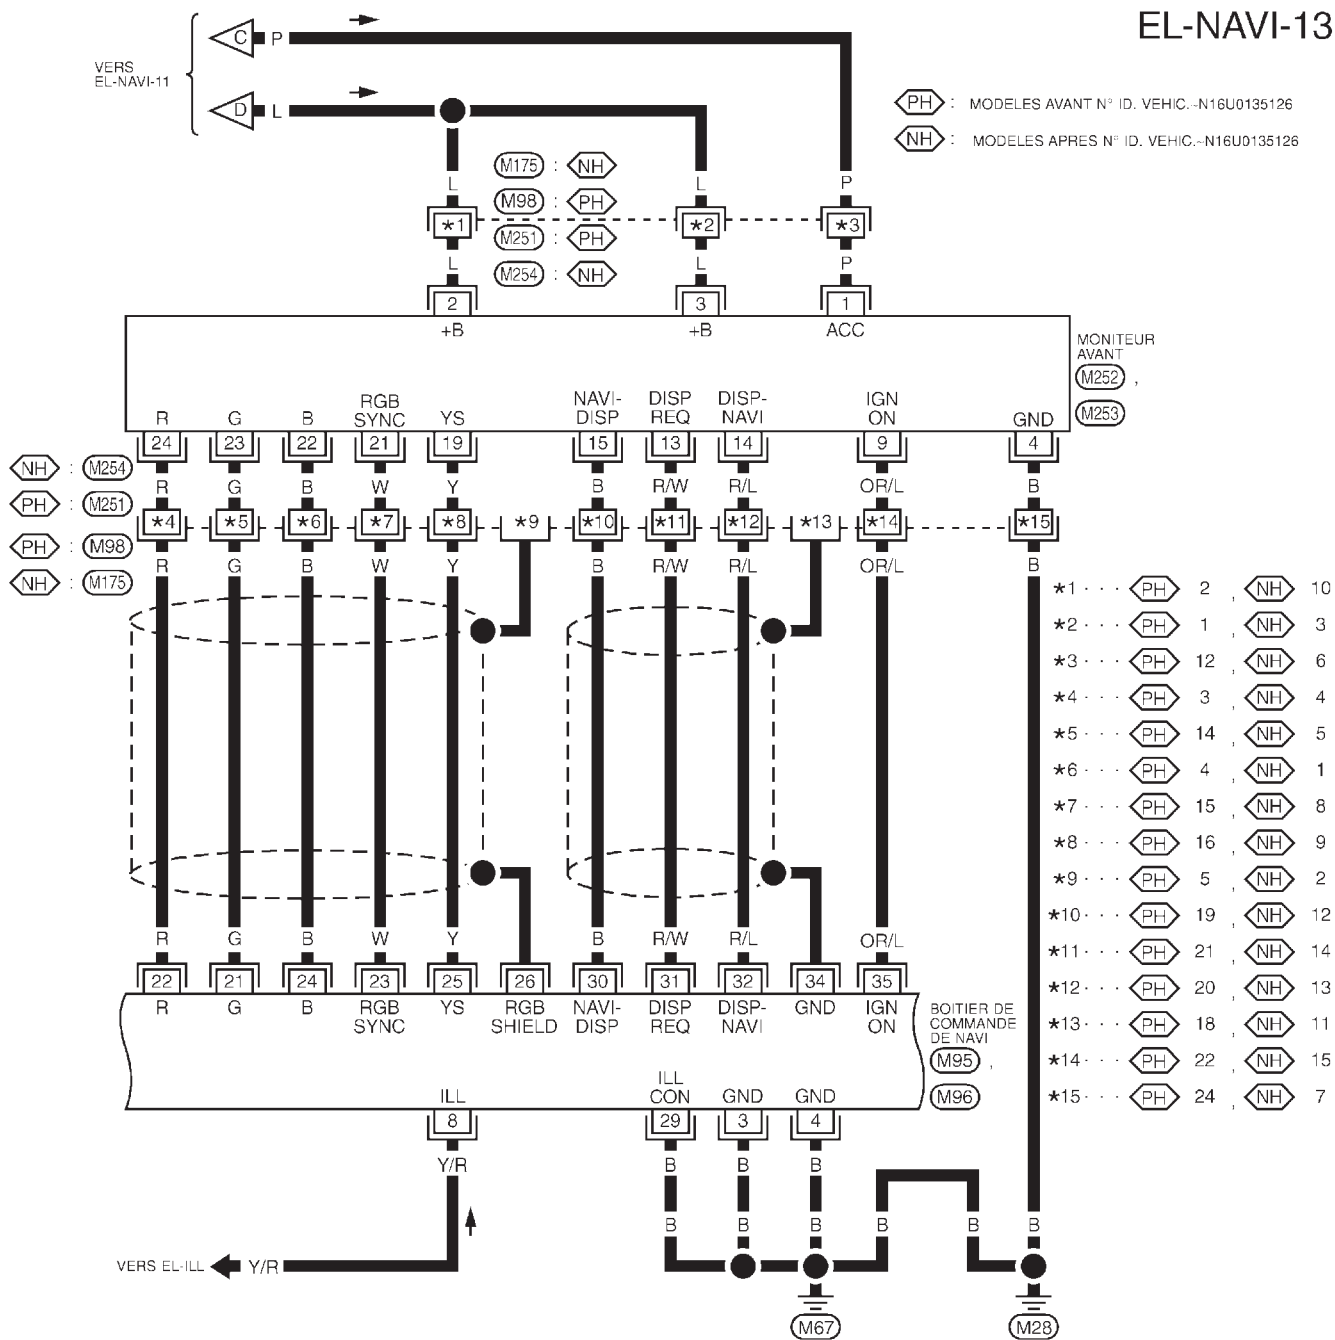 EL-NAVI-13
C P
VERS
EL-NAVI-11
D L
PH : MODELES AVANT N° ID. VEHIC.~N16U0135126
NH : MODELES APRES N° ID. VEHIC.~N16U0135126
M175 : NH
L L P
M98 : PH
★1 ★2 ★3
M251 : PH
L L P
M254 : NH
2 3 1
+B +B ACC
MONITEUR
AVANT
M252 ,
M253
R G B RGB SYNC YS NAVI-DISP DISP REQ DISP-NAVI IGN ON GND
24 23 22 21 19 15 13 14 9 4
NH : M254
R G B W Y B R/W R/L OR/L B
PH : M251
★4 ★5 ★6 ★7 ★8 ★9 ★10 ★11 ★12 ★13 ★14 ★15
PH : M98
R G B W Y B R/W R/L OR/L B
NH : M175
★1 · · · PH 2 , NH 10
★2 · · · PH 1 , NH 3
★3 · · · PH 12 , NH 6
★4 · · · PH 3 , NH 4
★5 · · · PH 14 , NH 5
★6 · · · PH 4 , NH 1
★7 · · · PH 15 , NH 8
★8 · · · PH 16 , NH 9
★9 · · · PH 5 , NH 2
★10 · · · PH 19 , NH 12
★11 · · · PH 21 , NH 14
★12 · · · PH 20 , NH 13
★13 · · · PH 18 , NH 11
★14 · · · PH 22 , NH 15
★15 · · · PH 24 , NH 7
R G B W Y B R/W R/L OR/L
22 21 24 23 25 26 30 31 32 34 35
R G B RGB SYNC YS RGB SHIELD NAVI-DISP DISP REQ DISP-NAVI GND IGN ON
BOITIER DE
COMMANDE
DE NAVI
M95 ,
M96
ILL ILL CON GND GND
8 29 3 4
Y/R B B B
B B B B B B
VERS EL-ILL Y/R
M67 M28